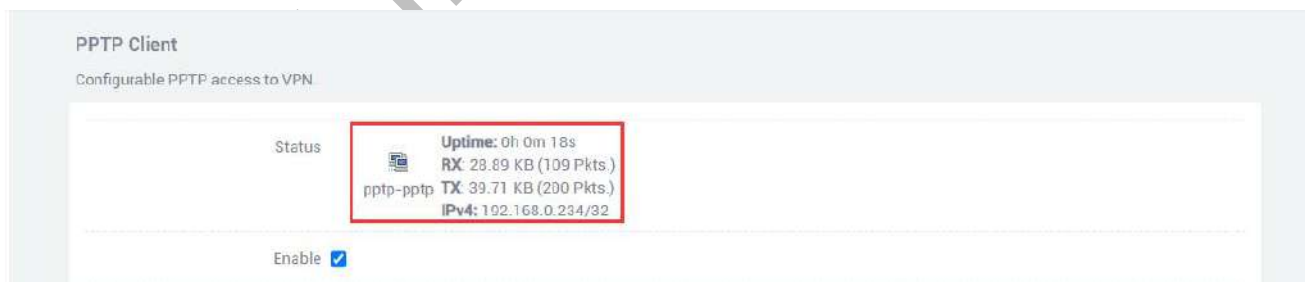 PPTP Client
Configurable PPTP access to VPN.
Status
Uptime: 0h 0m 18s
RX: 28.89 KB (109 Pkts.)
pptp-pptp TX: 39.71 KB (200 Pkts.)
IPv4: 192.168.0.234/32
Enable